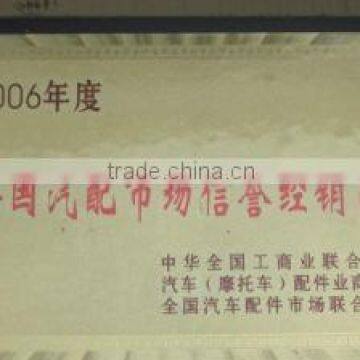 006年度
国汽配市场信誉经销
trade.china.cn
中华全国工商业联合
汽车（摩托车）配件业商
全国汽车配件市场联合